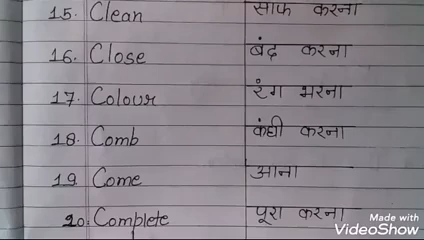 15. Clean साफ करना
16. Close बंद करना
17. Colour रंग भरना
18. Comb कंघी करना
19 Come आना
20. Complete पूरा करना
Made with
VideoShow